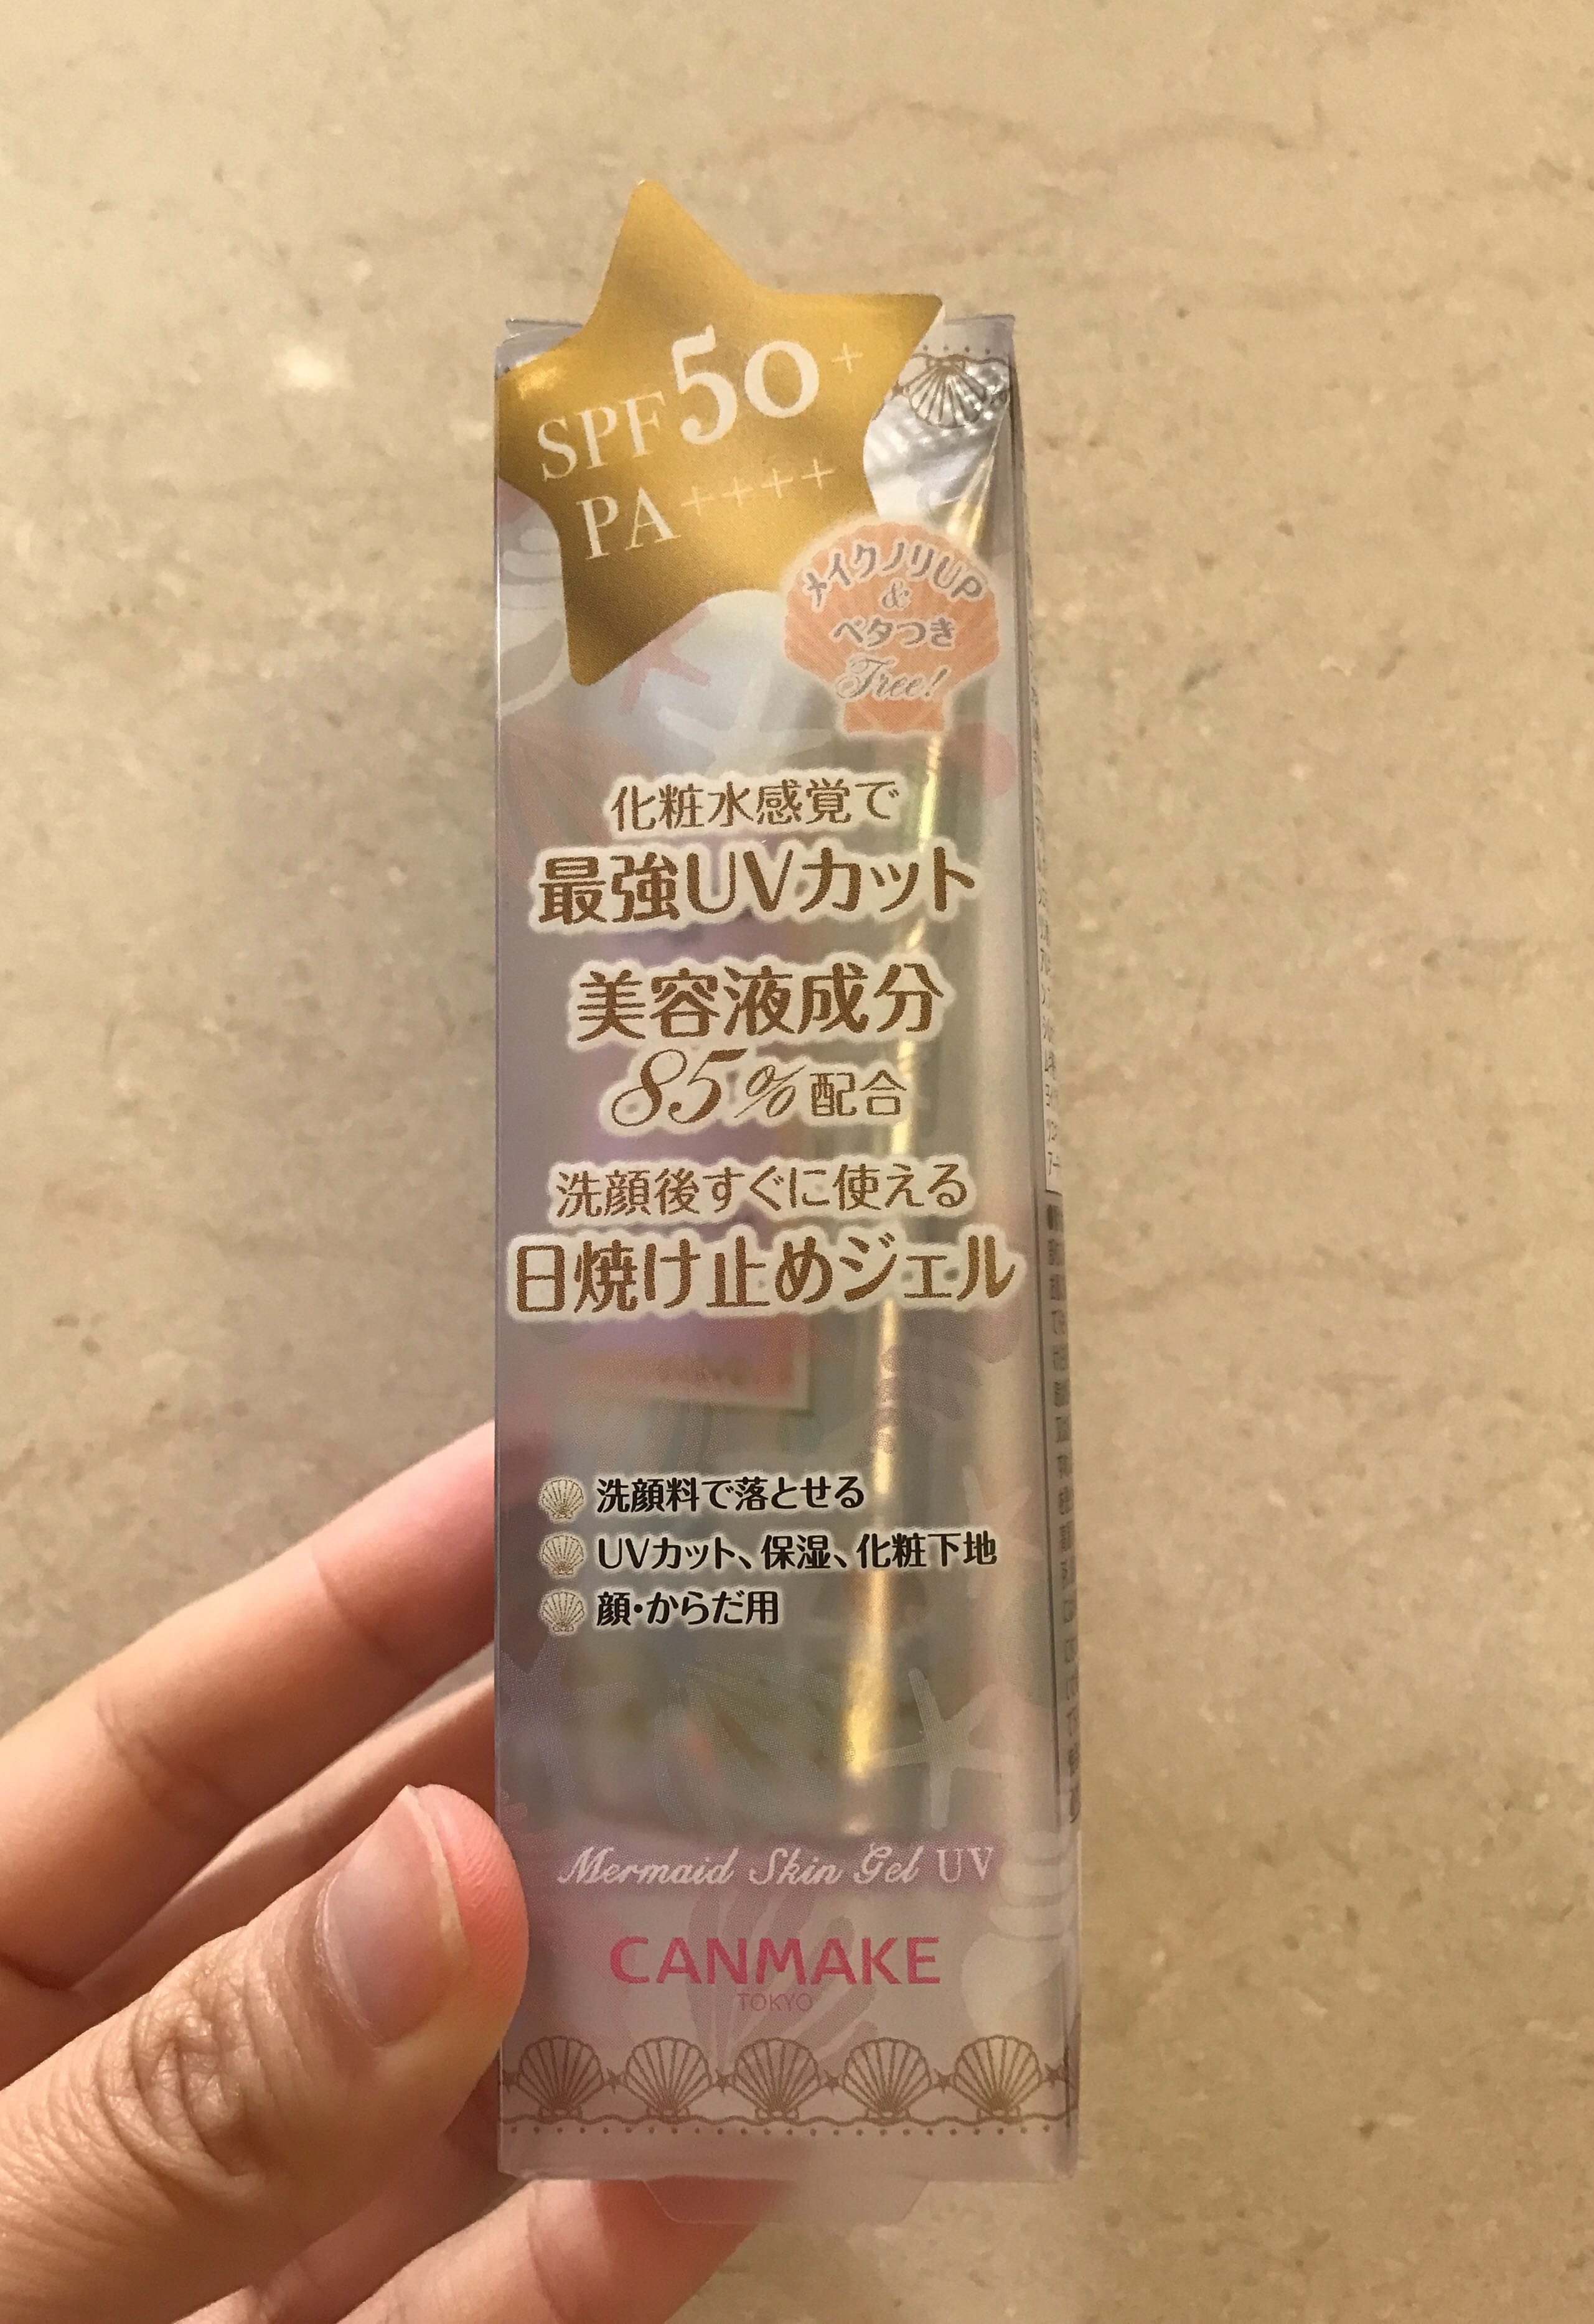 SPF50+
PA++++
メイクノリUP
&
ベタつき
Free!
化粧水感覚で
最強UVカット
美容液成分
85%配合
洗顔後すぐに使える
日焼け止めジェル
洗顔料で落とせる
UVカット、保湿、化粧下地
顔・からだ用
Mermaid Skin Gel UV
CANMAKE
TOKYO